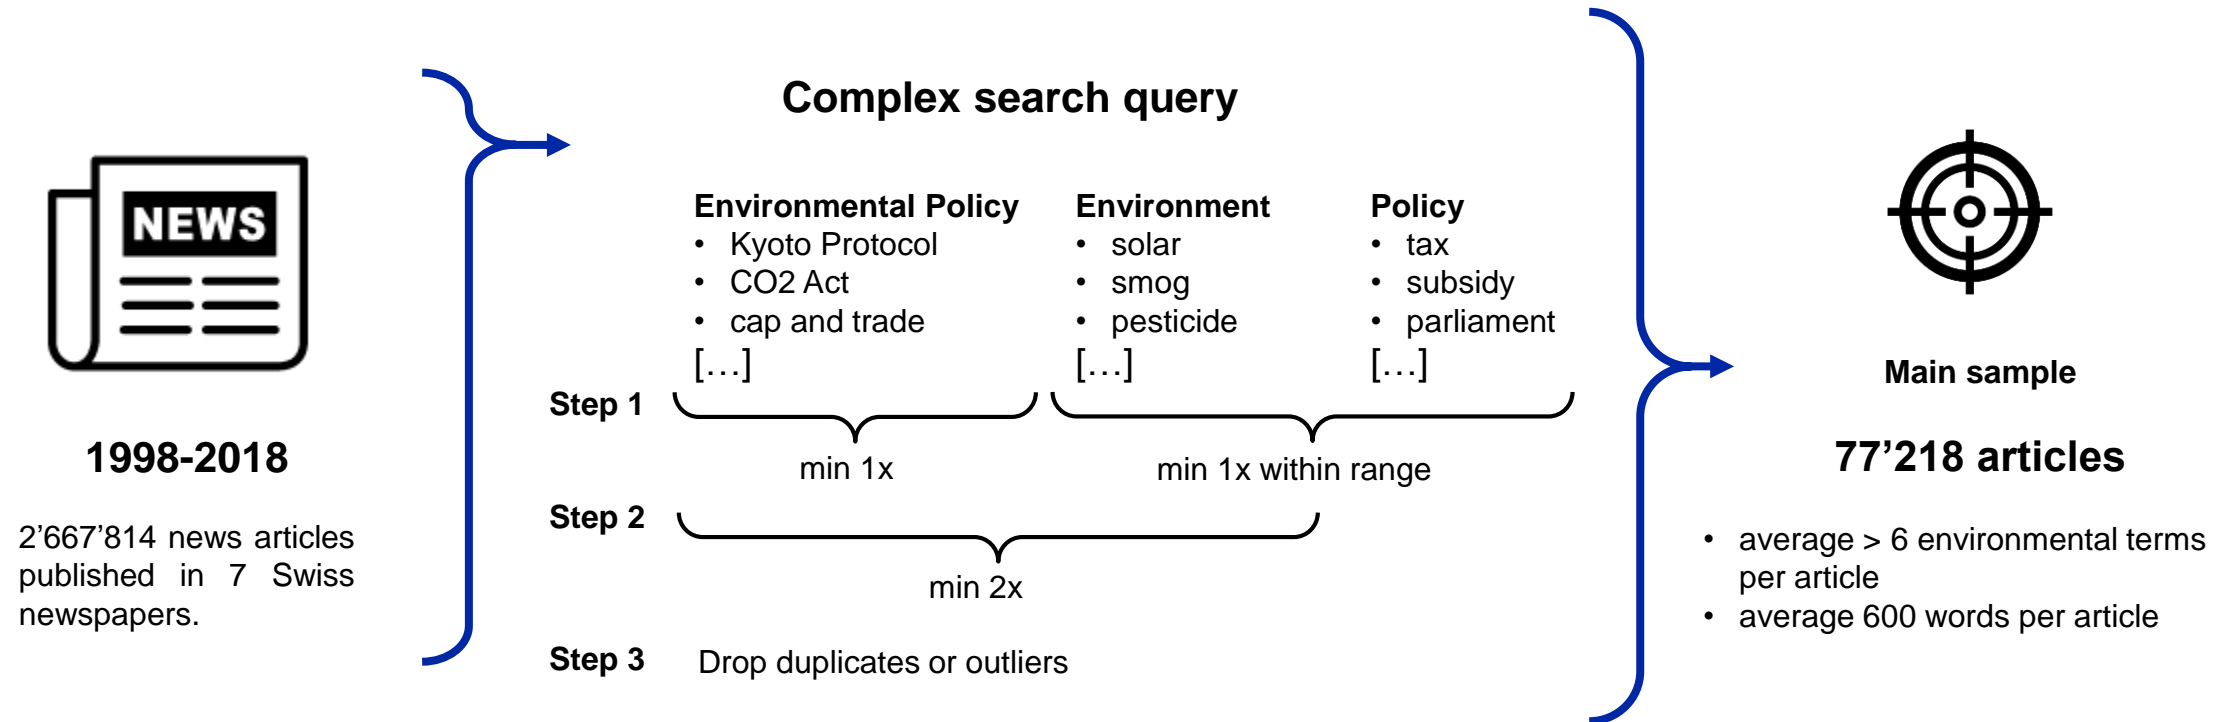 NEWS
1998-2018
2’667’814 news articles
published in 7 Swiss
newspapers.
Complex search query
Environmental Policy
• Kyoto Protocol
• CO2 Act
• cap and trade
[…]
Environment
• solar
• smog
• pesticide
[…]
Policy
• tax
• subsidy
• parliament
[…]
Step 1
min 1x
min 1x within range
Step 2
min 2x
Step 3
Drop duplicates or outliers
Main sample
77’218 articles
• average > 6 environmental terms
per article
• average 600 words per article